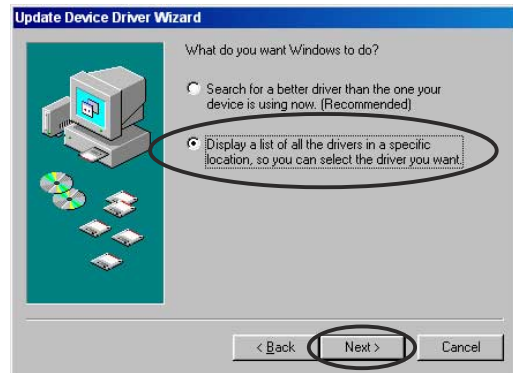 Update Device Driver Wizard
What do you want Windows to do?
Search for a better driver than the one your
device is using now. (Recommended)
Display a list of all the drivers in a specific
location, so you can select the driver you want.
< Back
Next >
Cancel